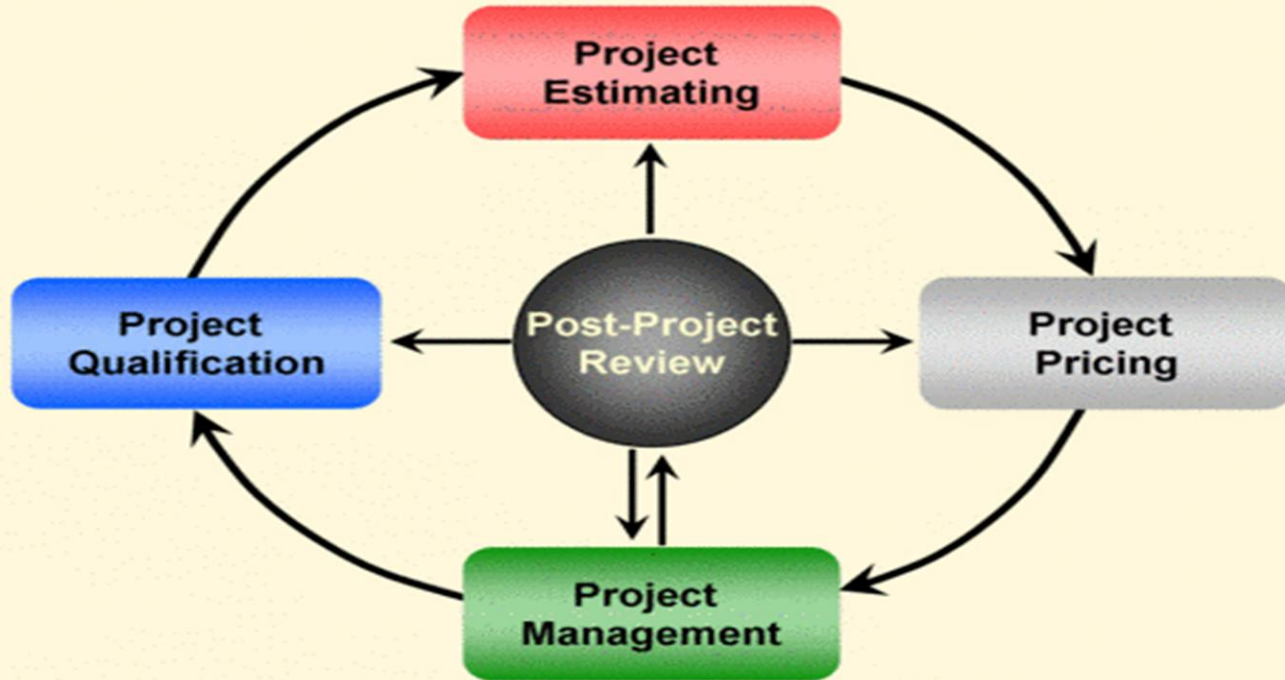 Project
Estimating
Project
Qualification
Post-Project
Review
Project
Pricing
Project
Management